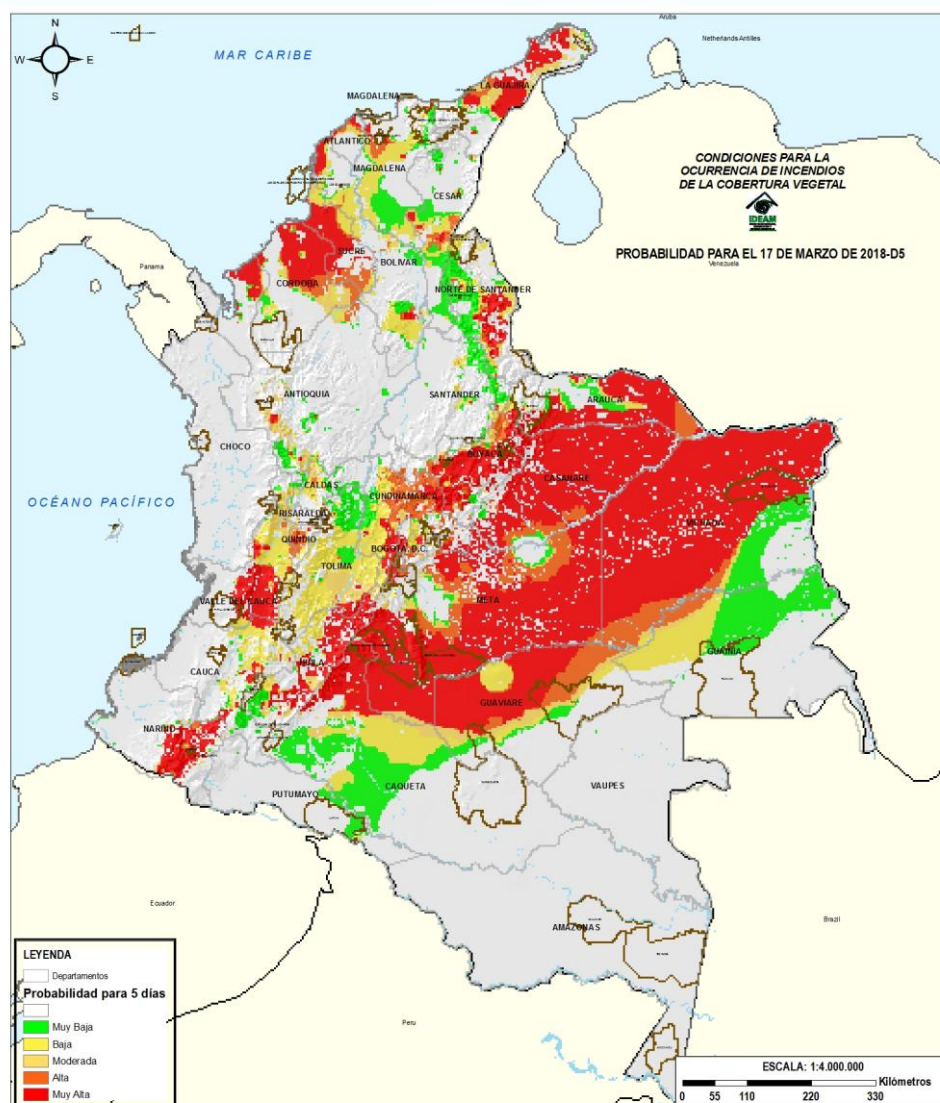 N
W
E
S
MAR CARIBE
Aruba
Netherlands Antilles
LA GUAJIRA
MAGDALENA
ATLANTICO
MAGDALENA
CESAR
CONDICIONES PARA LA
OCURRENCIA DE INCENDIOS
DE LA COBERTURA VEGETAL
IDEAM
PROBABILIDAD PARA EL 17 DE MARZO DE 2018-D5
Venezuela
Panama
SUCRE
BOLIVAR
CORDOBA
NORTE DE SANTANDER
ANTIOQUIA
SANTANDER
ARAUCA
CHOCO
BOYACA
CASANARE
OCÉANO PACÍFICO
CALDAS
CUNDINAMARCA
RISARALDA
VICHADA
QUINDIO
BOGOTA, D.C.
TOLIMA
META
VALLE DEL CAUCA
GUAINIA
CAUCA
HUILA
GUAVIARE
NARIÑO
CAQUETA
VAUPES
PUTUMAYO
Ecuador
AMAZONAS
Brazil
Peru
LEYENDA
Departamentos
Probabilidad para 5 días
Muy Baja
Baja
Moderada
Alta
Muy Alta
ESCALA: 1:4.000.000
Kilómetros
0 55 110 220 330